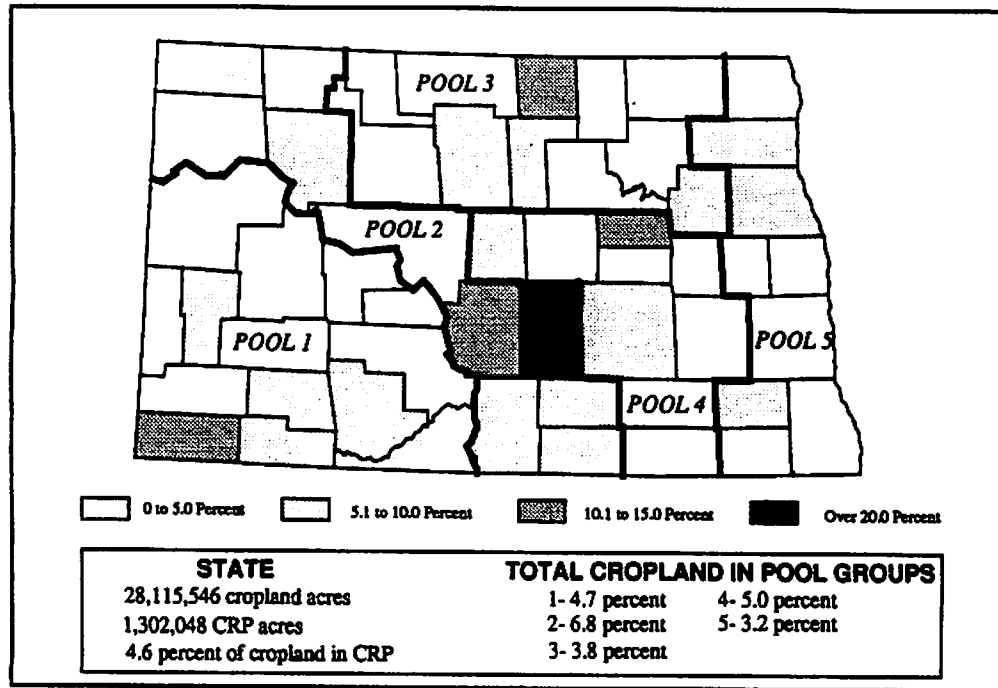 POOL 3
POOL 2
POOL 1
POOL 5
POOL 4
0 to 5.0 Percent
5.1 to 10.0 Percent
10.1 to 15.0 Percent
Over 20.0 Percent
STATE
28,115,546 cropland acres
1,302,048 CRP acres
4.6 percent of cropland in CRP
TOTAL CROPLAND IN POOL GROUPS
1- 4.7 percent 4- 5.0 percent
2- 6.8 percent 5- 3.2 percent
3- 3.8 percent